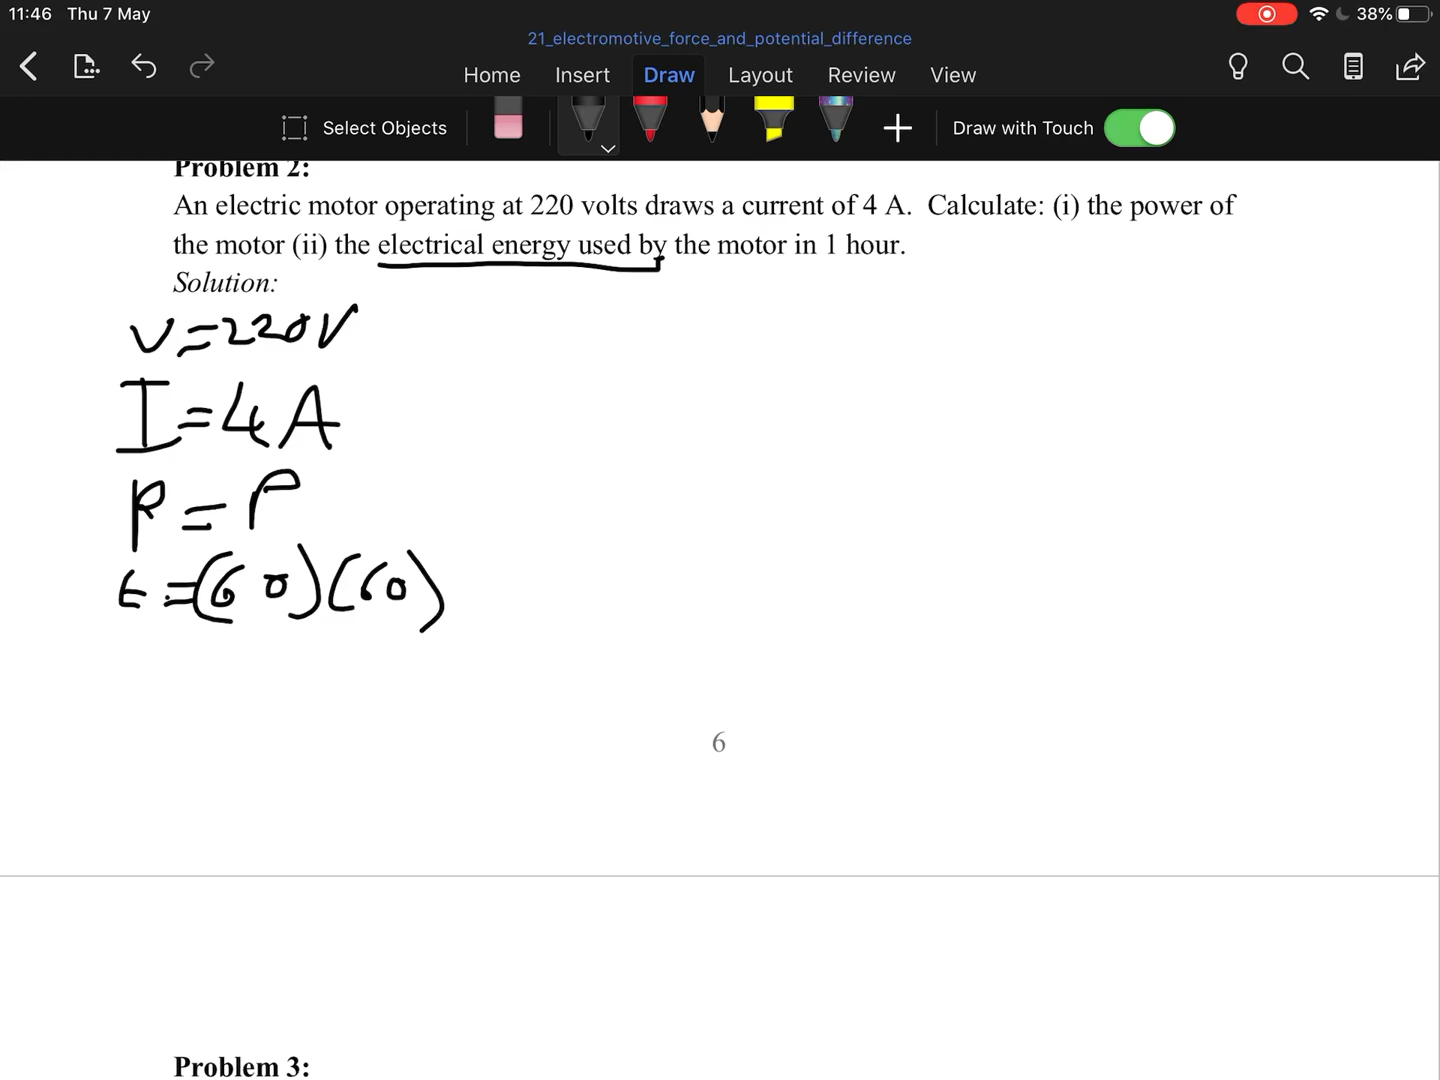 11:46 Thu 7 May 38%
21_electromotive_force_and_potential_difference
Home Insert Draw Layout Review View
Select Objects Draw with Touch
Problem 2:
An electric motor operating at 220 volts draws a current of 4 A. Calculate: (i) the power of
the motor (ii) the electrical energy used by the motor in 1 hour.
Solution:
V=220V
I=4A
P=P
t=(60)(60)
6
Problem 3: